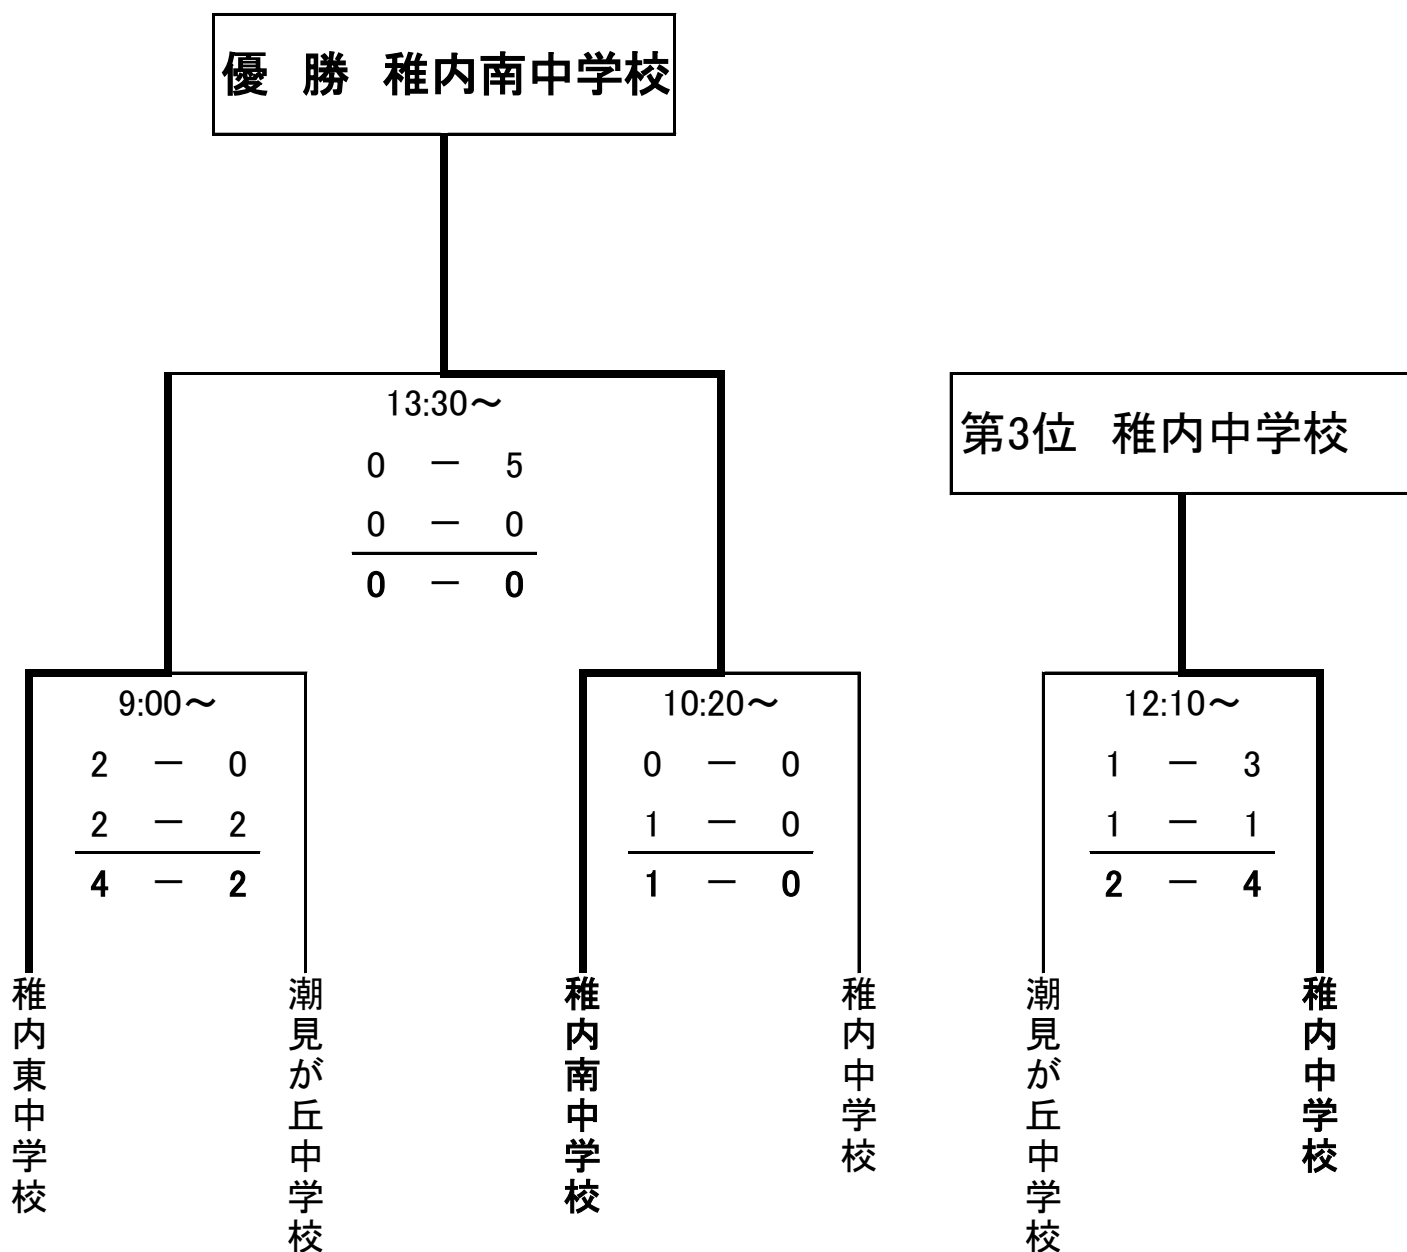 優　勝　稚内南中学校
13:30～
0　－　5
0　－　0
0　－　0
第3位　稚内中学校
9:00～
2　－　0
2　－　2
4　－　2
10:20～
0　－　0
1　－　0
1　－　0
12:10～
1　－　3
1　－　1
2　－　4
稚内東中学校
潮見が丘中学校
稚内南中学校
稚内中学校
潮見が丘中学校
稚内中学校